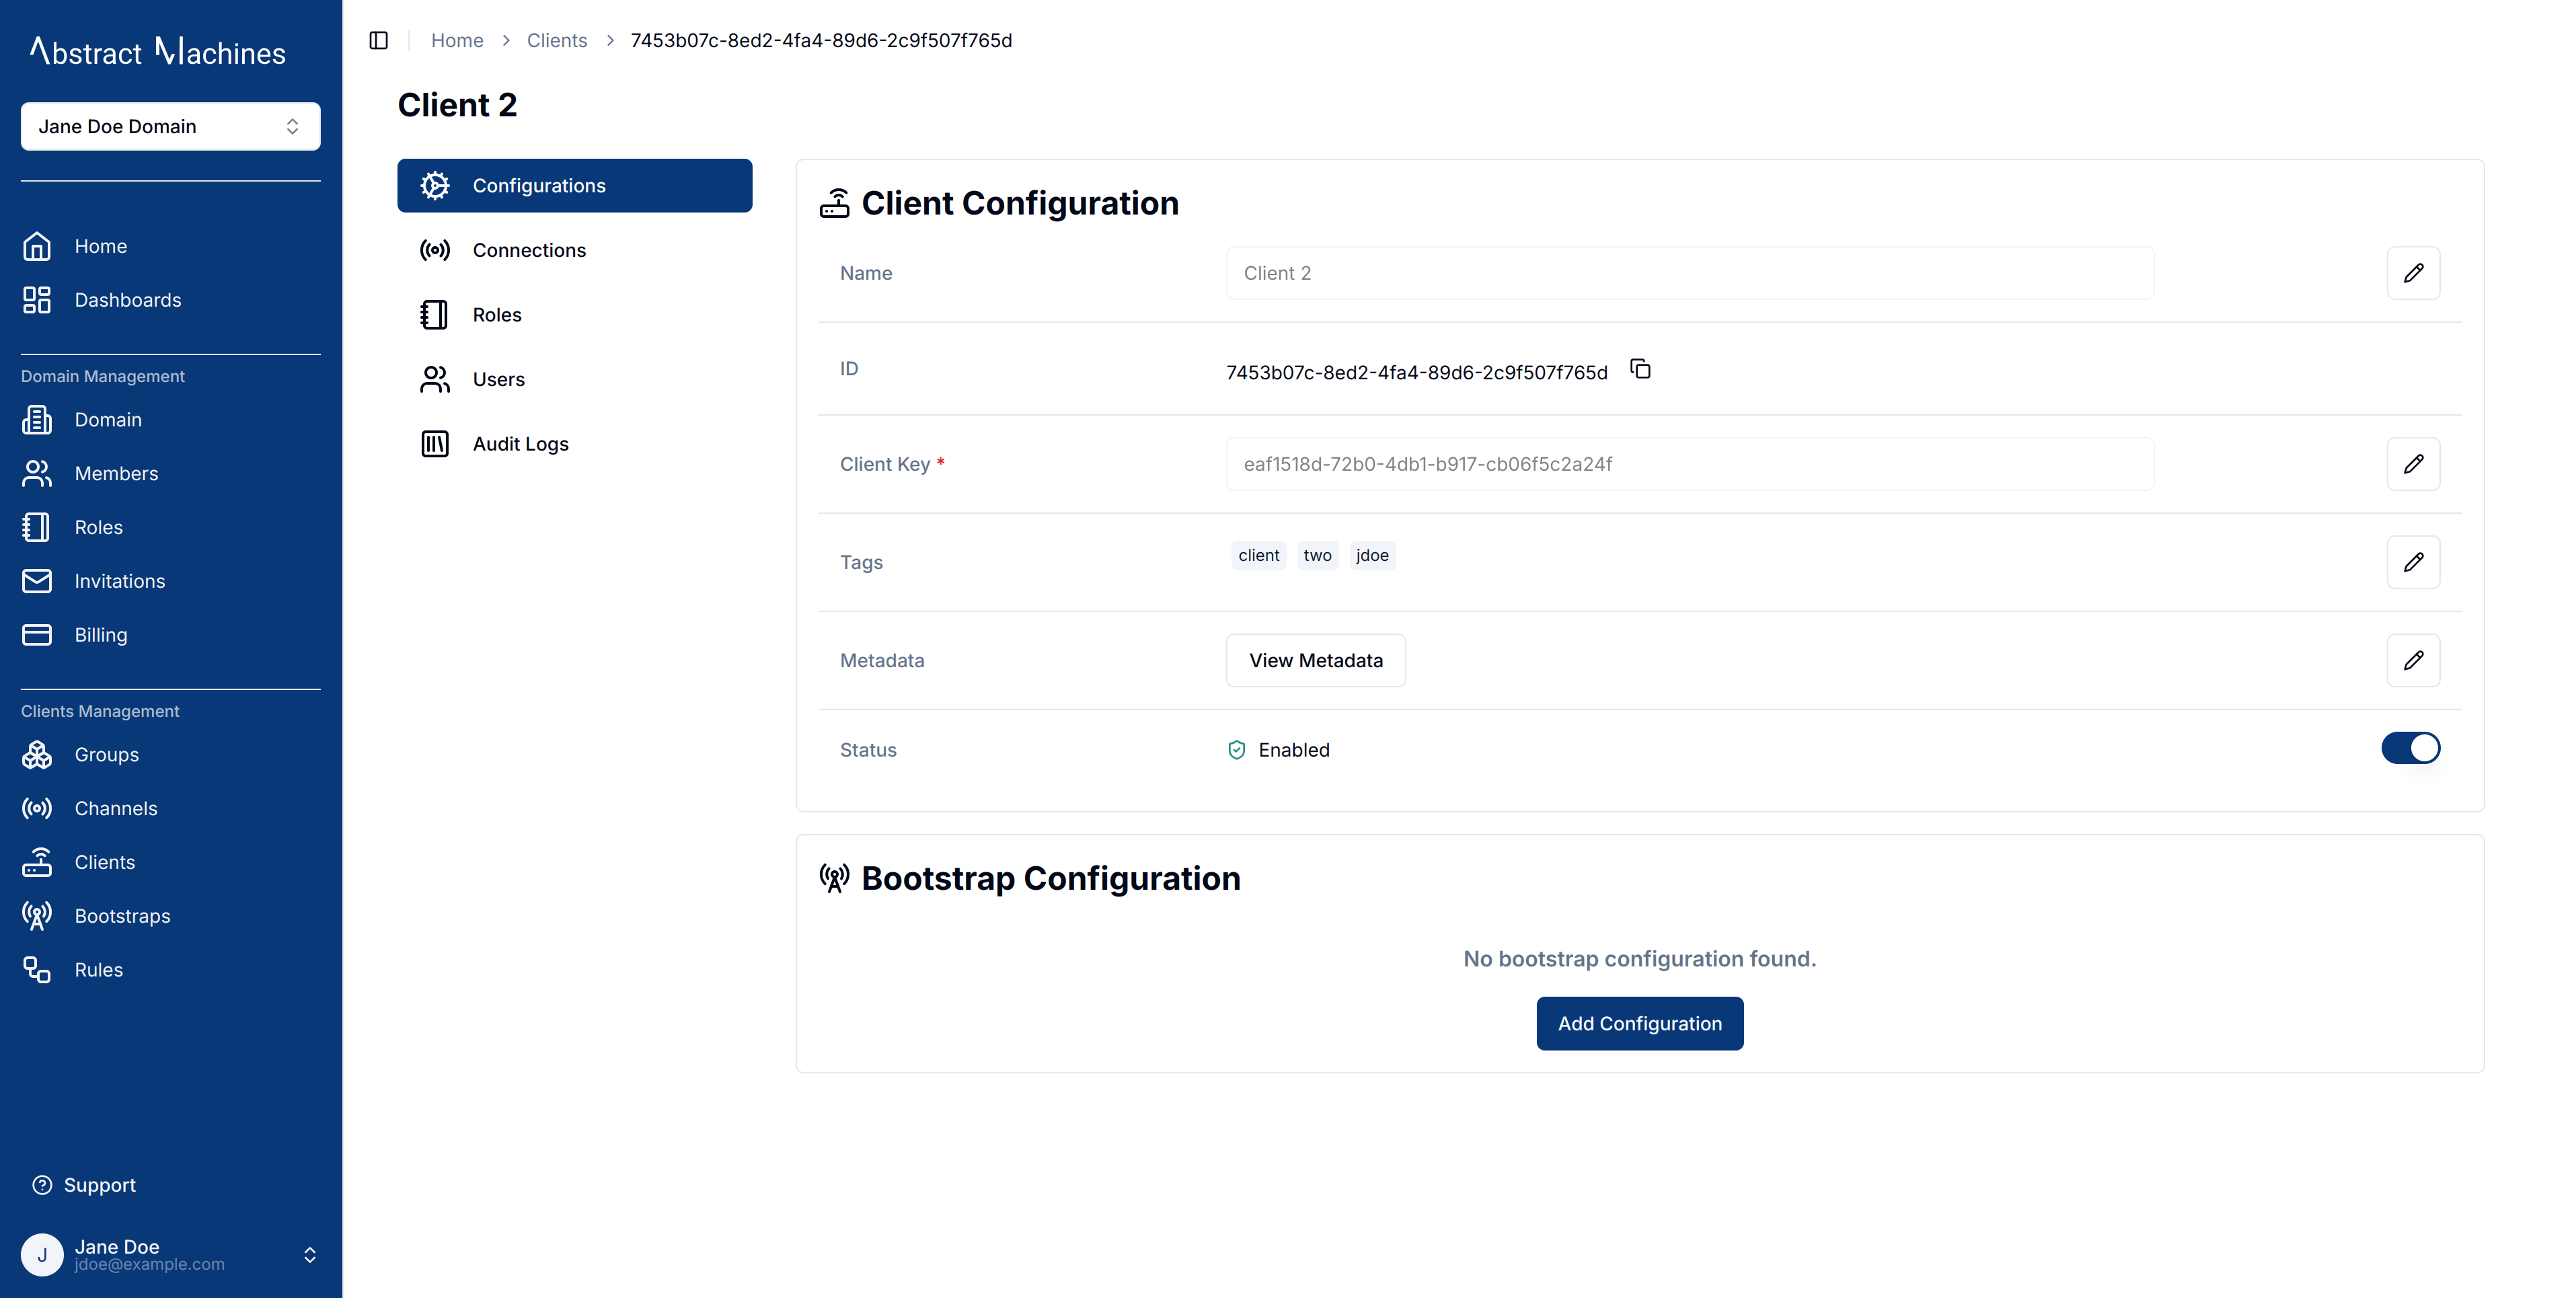 Abstract Machines
Jane Doe Domain
Home
Dashboards
Domain Management
Domain
Members
Roles
Invitations
Billing
Clients Management
Groups
Channels
Clients
Bootstraps
Rules
Support
J
Jane Doe
jdoe@example.com
Home > Clients > 7453b07c-8ed2-4fa4-89d6-2c9f507f765d
Client 2
Configurations
Connections
Roles
Users
Audit Logs
Client Configuration
Name Client 2
ID 7453b07c-8ed2-4fa4-89d6-2c9f507f765d
Client Key * eaf1518d-72b0-4db1-b917-cb06f5c2a24f
Tags client two jdoe
Metadata View Metadata
Status Enabled
Bootstrap Configuration
No bootstrap configuration found.
Add Configuration